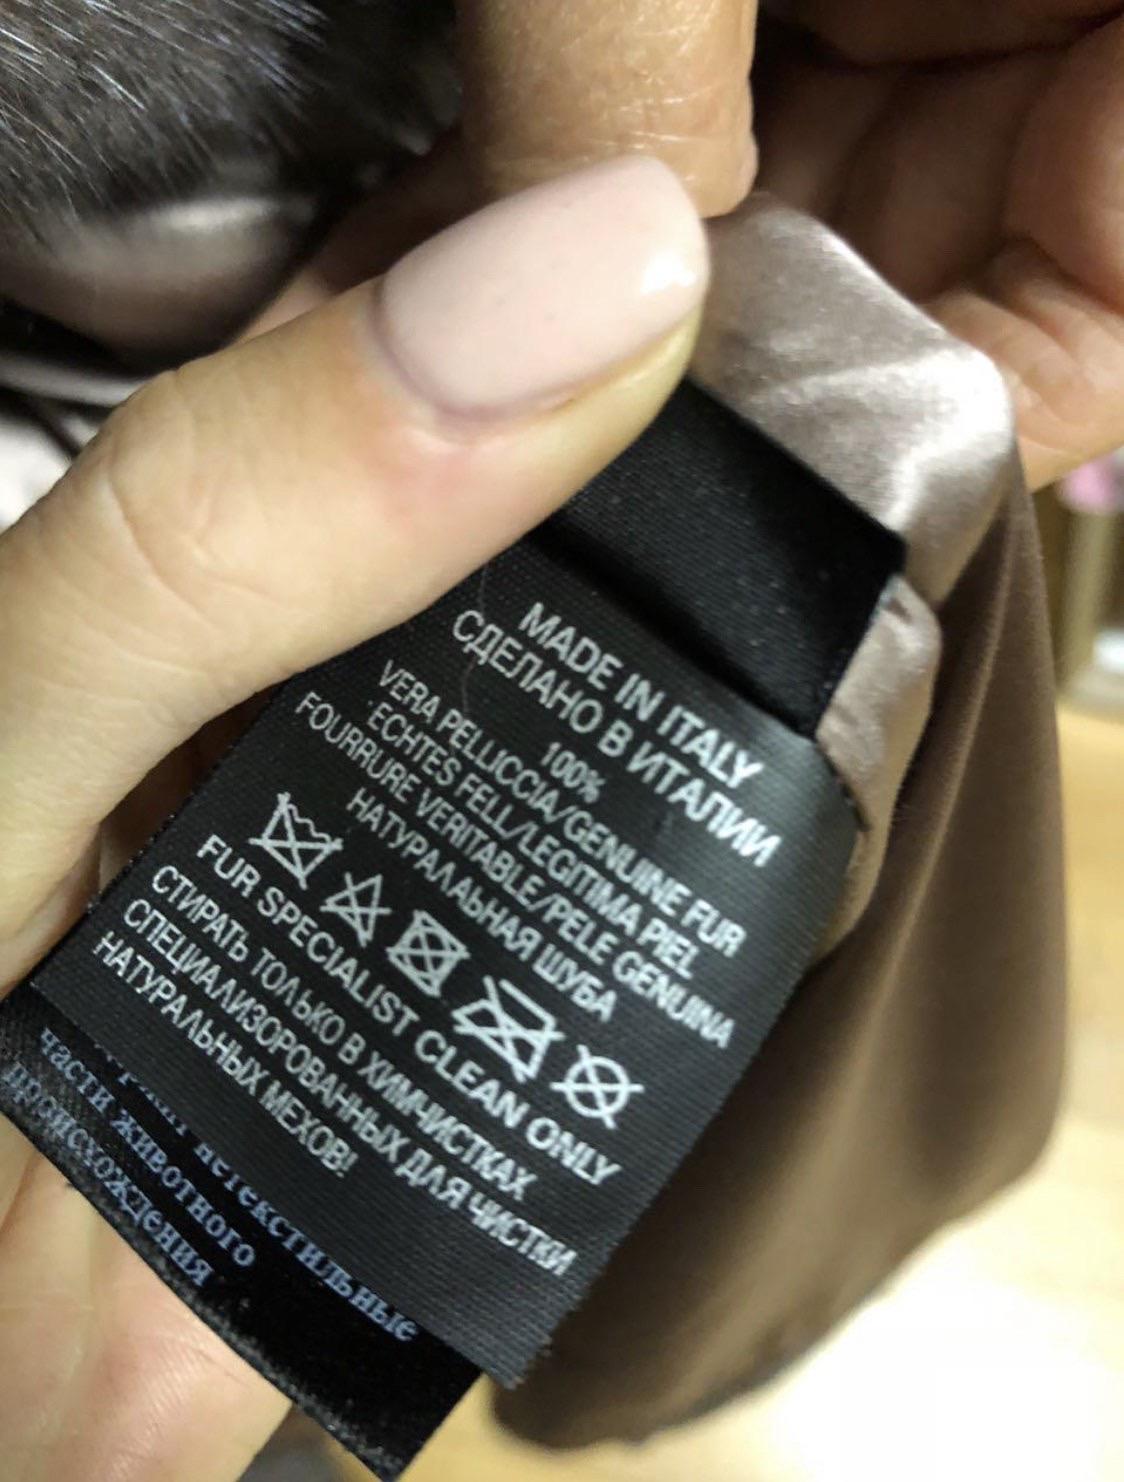 MADE IN ITALY
СДЕЛАНО В ИТАЛИИ
100%
VERA PELLICCIA/GENUINE FUR
ECHTES FELL/LEGITIMA PIEL
FOURRURE VERITABLE/PELE GENUINA
НАТУРАЛЬНАЯ ШУБА
FUR SPECIALIST CLEAN ONLY
СТИРАТЬ ТОЛЬКО В ХИМЧИСТКАХ
СПЕЦИАЛИЗОРОВАННЫХ ДЛЯ ЧИСТКИ
НАТУРАЛЬНЫХ МЕХОВ!
нетекстильные
части животного
происхождения